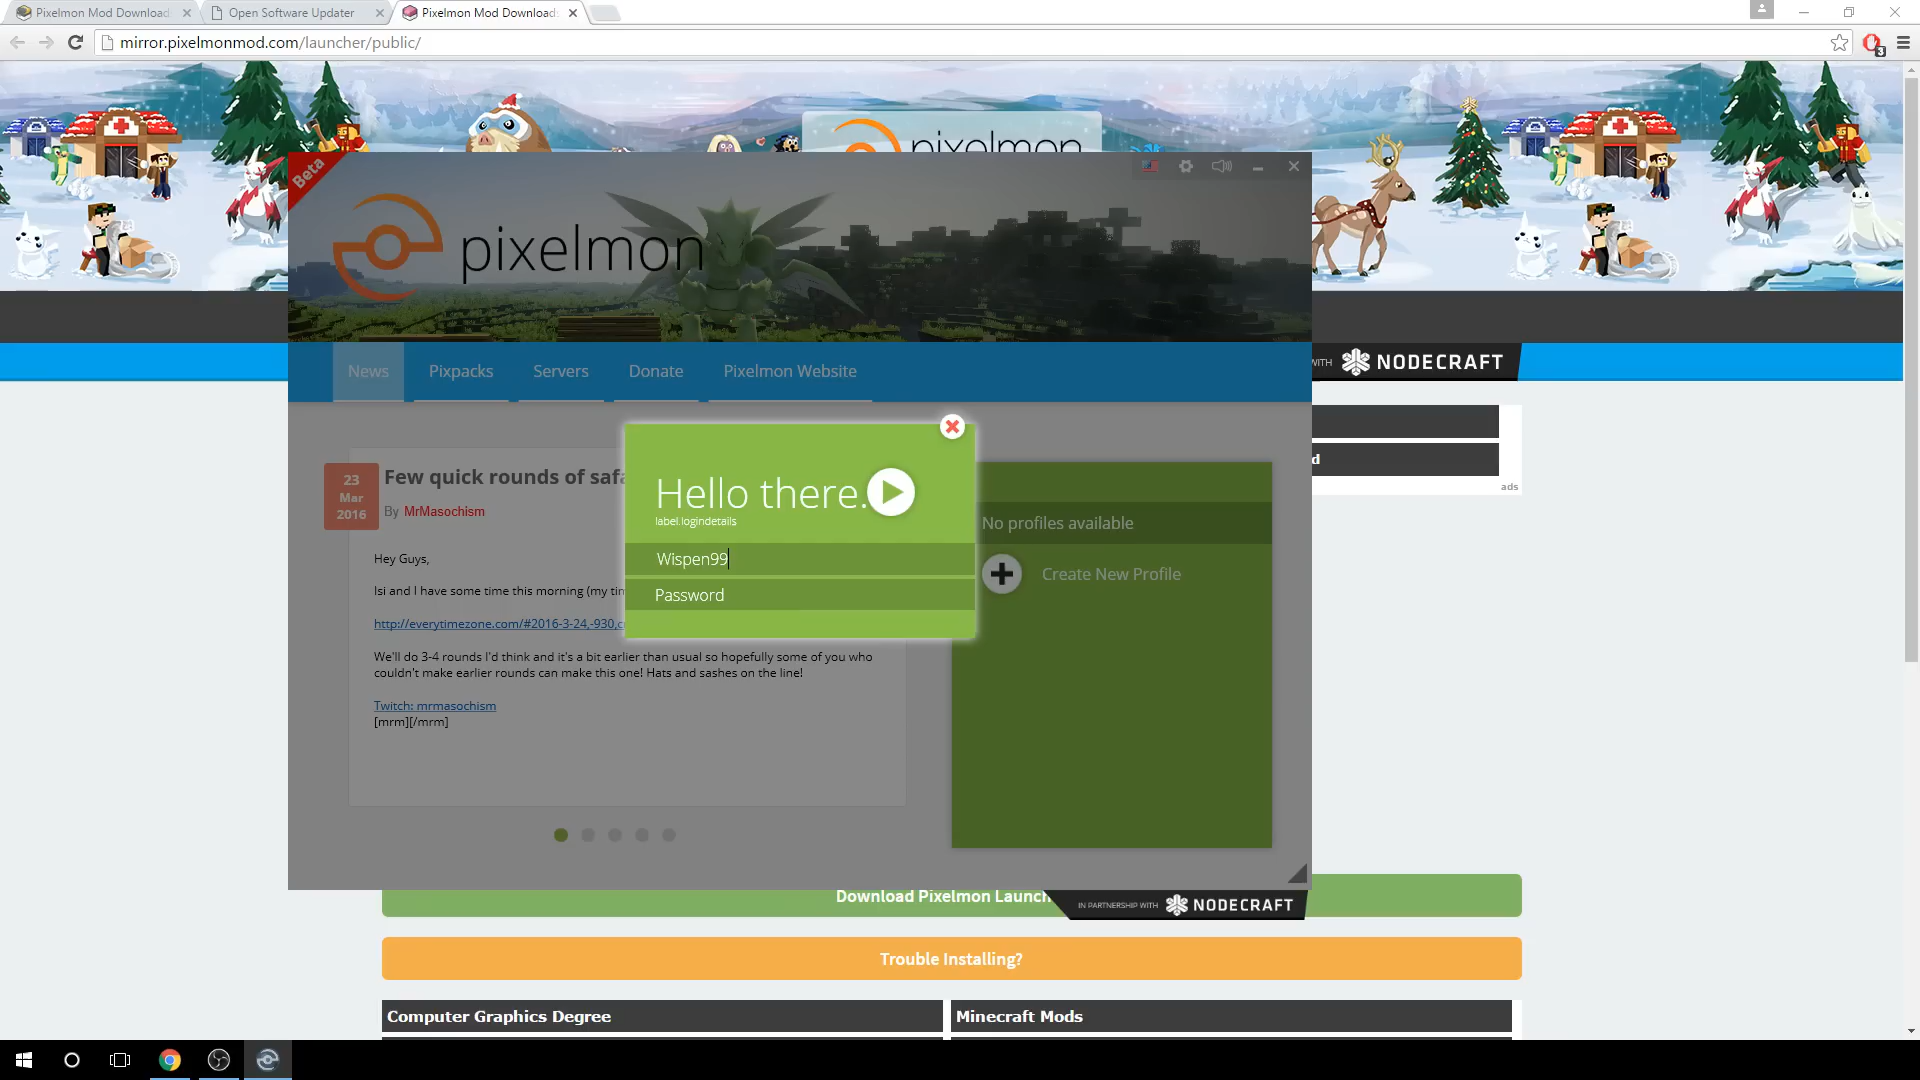 Pixelmon Mod Download
Open Software Updater
Pixelmon Mod Download
mirror.pixelmonmod.com/launcher/public/
3
pixelmon
Beta
pixelmon
News
Pixpacks
Servers
Donate
Pixelmon Website
WITH NODECRAFT
23
Mar
2016
Few quick rounds of safa
By MrMasochism
Hey Guys,
Isi and I have some time this morning (my tim
http://everytimezone.com/#2016-3-24,-930,c
We'll do 3-4 rounds I'd think and it's a bit earlier than usual so hopefully some of you who
couldn't make earlier rounds can make this one! Hats and sashes on the line!
Twitch: mrmasochism
[mrm][/mrm]
Hello there.
label.logindetails
Wispen99
Password
No profiles available
Create New Profile
d
ads
Download Pixelmon Launch
IN PARTNERSHIP WITH NODECRAFT
Trouble Installing?
Computer Graphics Degree
Minecraft Mods